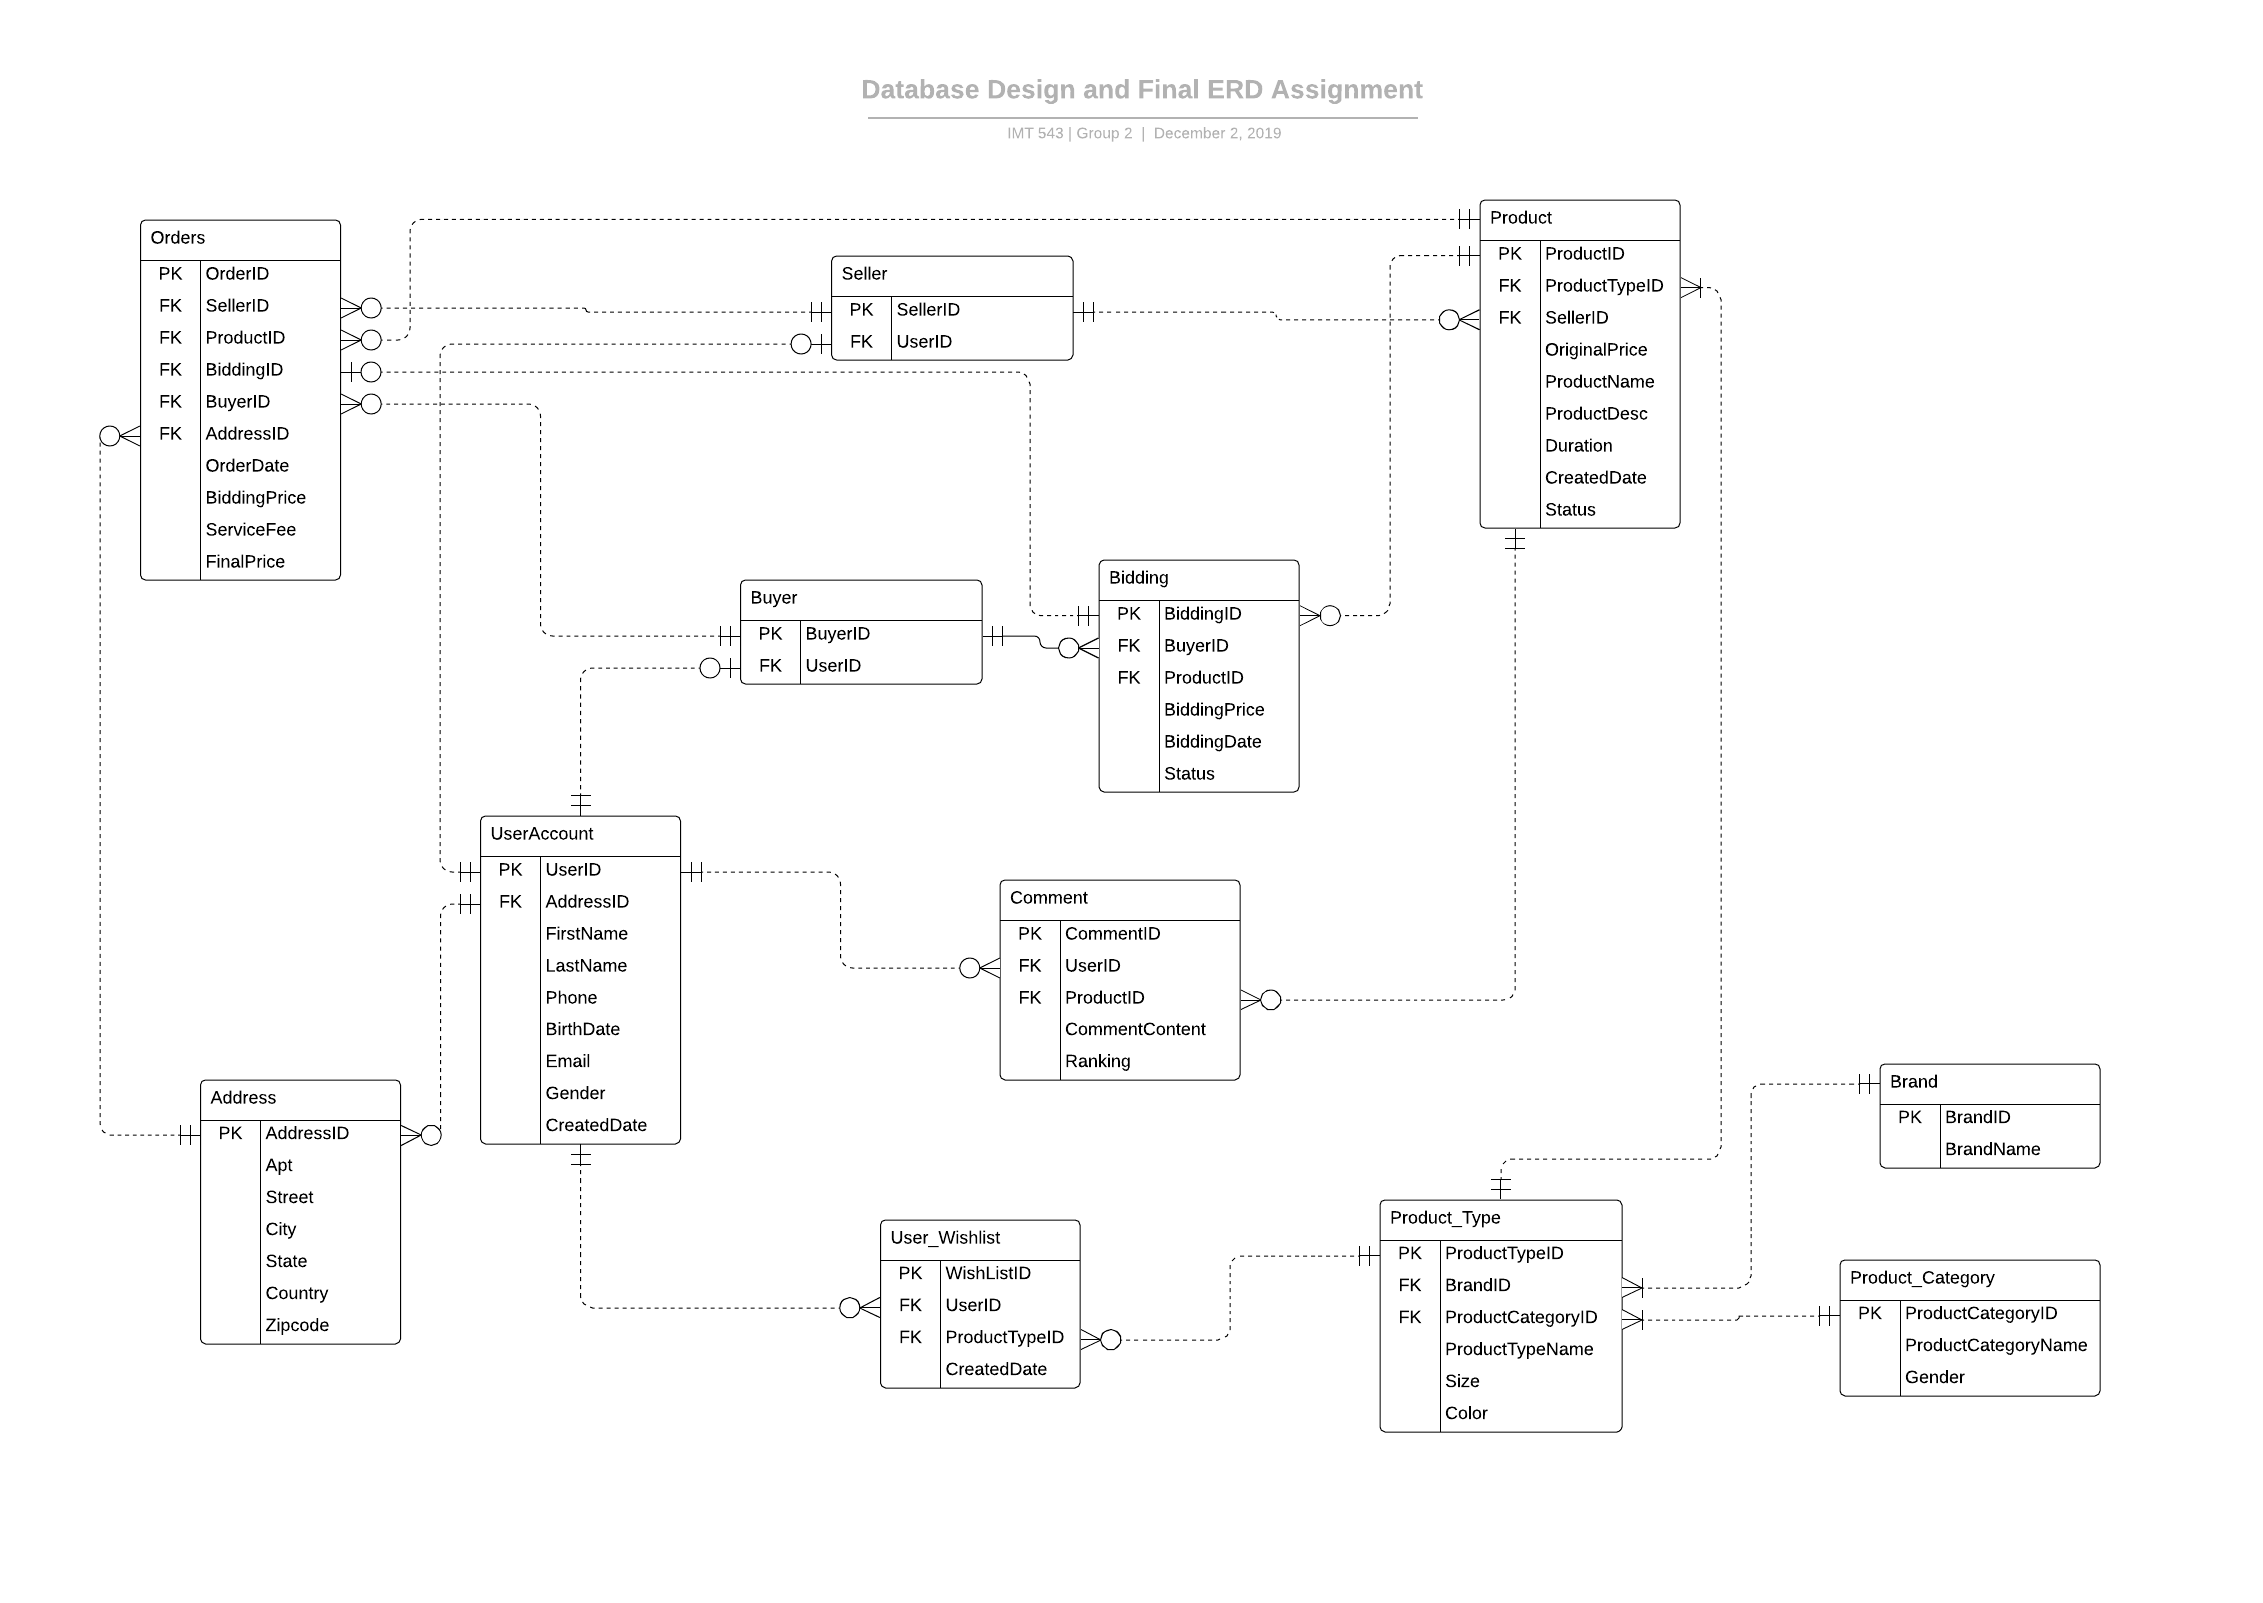 Database Design and Final ERD Assignment
IMT 543 | Group 2 | December 2, 2019
Orders
PK OrderID
FK SellerID
FK ProductID
FK BiddingID
FK BuyerID
FK AddressID
OrderDate
BiddingPrice
ServiceFee
FinalPrice
Seller
PK SellerID
FK UserID
Product
PK ProductID
FK ProductTypeID
FK SellerID
OriginalPrice
ProductName
ProductDesc
Duration
CreatedDate
Status
Buyer
PK BuyerID
FK UserID
Bidding
PK BiddingID
FK BuyerID
FK ProductID
BiddingPrice
BiddingDate
Status
UserAccount
PK UserID
FK AddressID
FirstName
LastName
Phone
BirthDate
Email
Gender
CreatedDate
Comment
PK CommentID
FK UserID
FK ProductID
CommentContent
Ranking
Address
PK AddressID
Apt
Street
City
State
Country
Zipcode
User_Wishlist
PK WishListID
FK UserID
FK ProductTypeID
CreatedDate
Product_Type
PK ProductTypeID
FK BrandID
FK ProductCategoryID
ProductTypeName
Size
Color
Brand
PK BrandID
BrandName
Product_Category
PK ProductCategoryID
ProductCategoryName
Gender